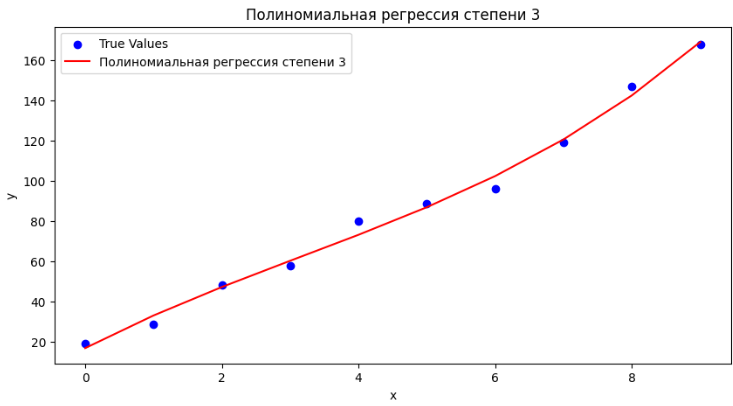 Полиномиальная регрессия степени 3
True Values
Полиномиальная регрессия степени 3
160
140
120
100
80
60
40
20
y
0
2
4
6
8
x